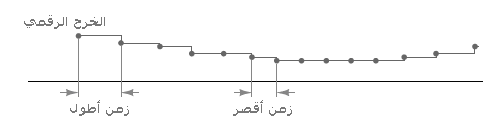 الخرج الرقمي
زمن أطول
زمن أقصر